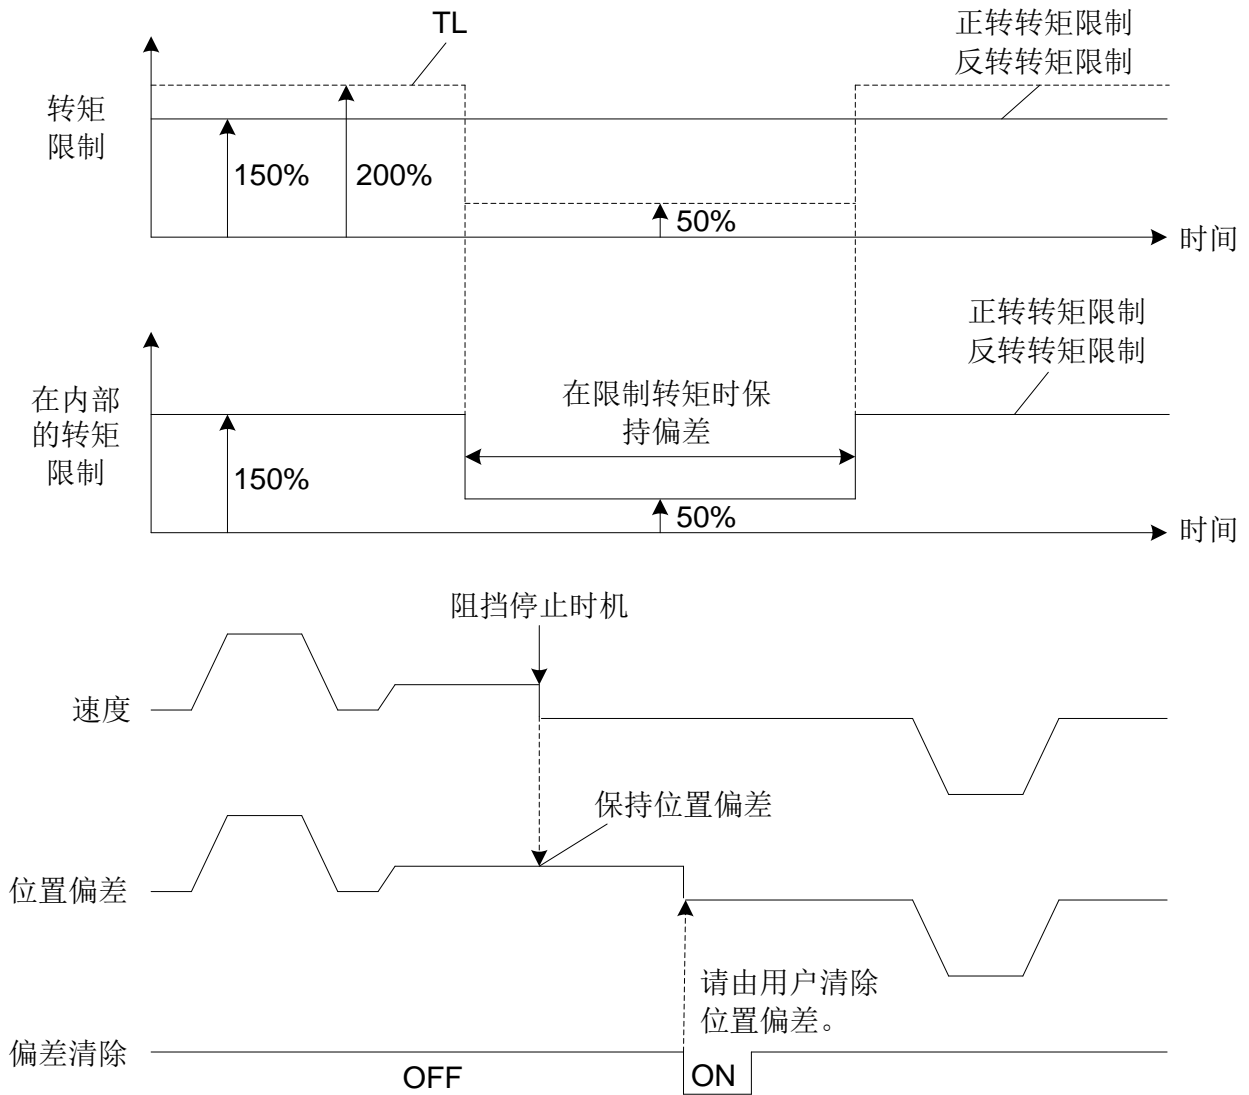 TL
正转转矩限制
反转转矩限制
转矩
限制
150%
200%
50%
时间
正转转矩限制
反转转矩限制
在内部
的转矩
限制
在限制转矩时保
持偏差
150%
50%
时间
阻挡停止时机
速度
保持位置偏差
位置偏差
请由用户清除
位置偏差。
偏差清除
OFF
ON